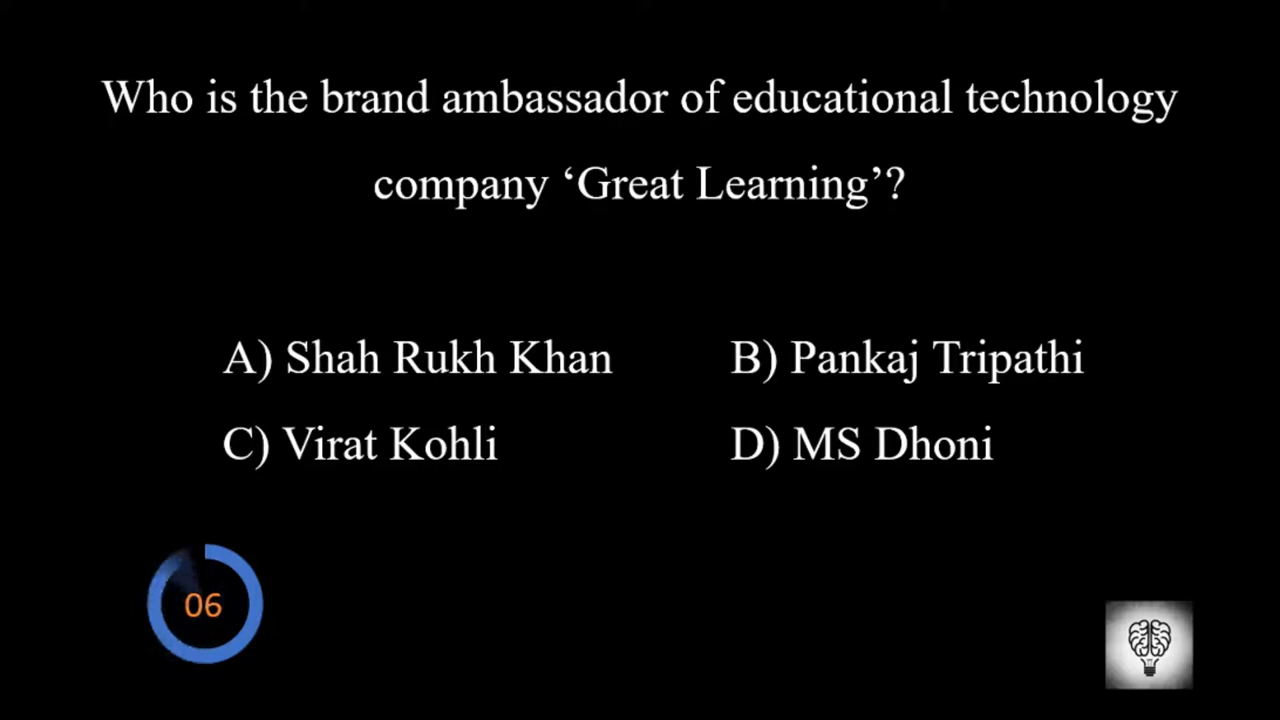 Who is the brand ambassador of educational technology
company ‘Great Learning’?
A) Shah Rukh Khan B) Pankaj Tripathi
C) Virat Kohli D) MS Dhoni
06